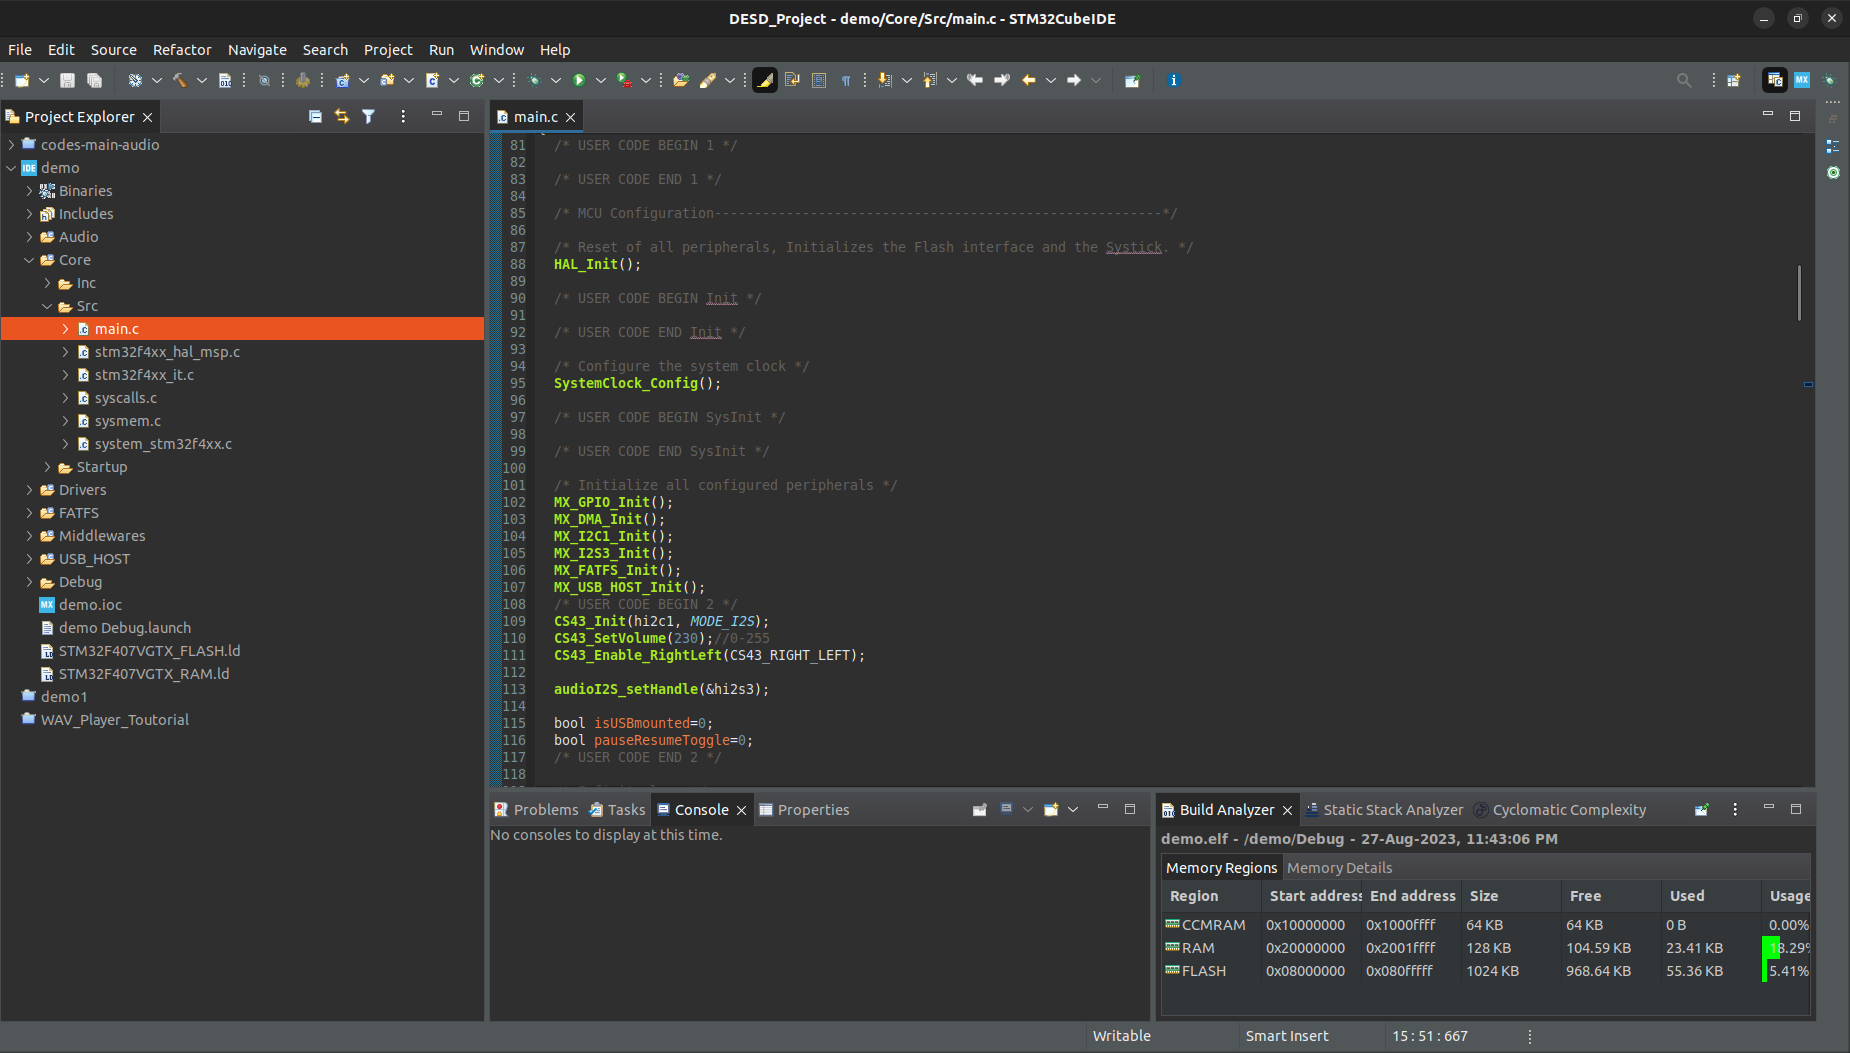 DESD_Project - demo/Core/Src/main.c - STM32CubeIDE
File Edit Source Refactor Navigate Search Project Run Window Help
Project Explorer
codes-main-audio
IDE demo
Binaries
Includes
Audio
Core
Inc
Src
main.c
stm32f4xx_hal_msp.c
stm32f4xx_it.c
syscalls.c
sysmem.c
system_stm32f4xx.c
Startup
Drivers
FATFS
Middlewares
USB_HOST
Debug
MX demo.ioc
demo Debug.launch
STM32F407VGTX_FLASH.ld
STM32F407VGTX_RAM.ld
demo1
WAV_Player_Toutorial
main.c
81 /* USER CODE BEGIN 1 */
82
83 /* USER CODE END 1 */
84
85 /* MCU Configuration--------------------------------------------------------*/
86
87 /* Reset of all peripherals, Initializes the Flash interface and the Systick. */
88 HAL_Init();
89
90 /* USER CODE BEGIN Init */
91
92 /* USER CODE END Init */
93
94 /* Configure the system clock */
95 SystemClock_Config();
96
97 /* USER CODE BEGIN SysInit */
98
99 /* USER CODE END SysInit */
100
101 /* Initialize all configured peripherals */
102 MX_GPIO_Init();
103 MX_DMA_Init();
104 MX_I2C1_Init();
105 MX_I2S3_Init();
106 MX_FATFS_Init();
107 MX_USB_HOST_Init();
108 /* USER CODE BEGIN 2 */
109 CS43_Init(hi2c1, MODE_I2S);
110 CS43_SetVolume(230);//0-255
111 CS43_Enable_RightLeft(CS43_RIGHT_LEFT);
112
113 audioI2S_setHandle(&hi2s3);
114
115 bool isUSBmounted=0;
116 bool pauseResumeToggle=0;
117 /* USER CODE END 2 */
118
Problems Tasks Console Properties
No consoles to display at this time.
Build Analyzer Static Stack Analyzer Cyclomatic Complexity
demo.elf - /demo/Debug - 27-Aug-2023, 11:43:06 PM
Memory Regions Memory Details
Region Start address End address Size Free Used Usage
CCMRAM 0x10000000 0x1000ffff 64 KB 64 KB 0 B 0.00%
RAM 0x20000000 0x2001ffff 128 KB 104.59 KB 23.41 KB 18.29%
FLASH 0x08000000 0x080fffff 1024 KB 968.64 KB 55.36 KB 5.41%
Writable Smart Insert 15 : 51 : 667